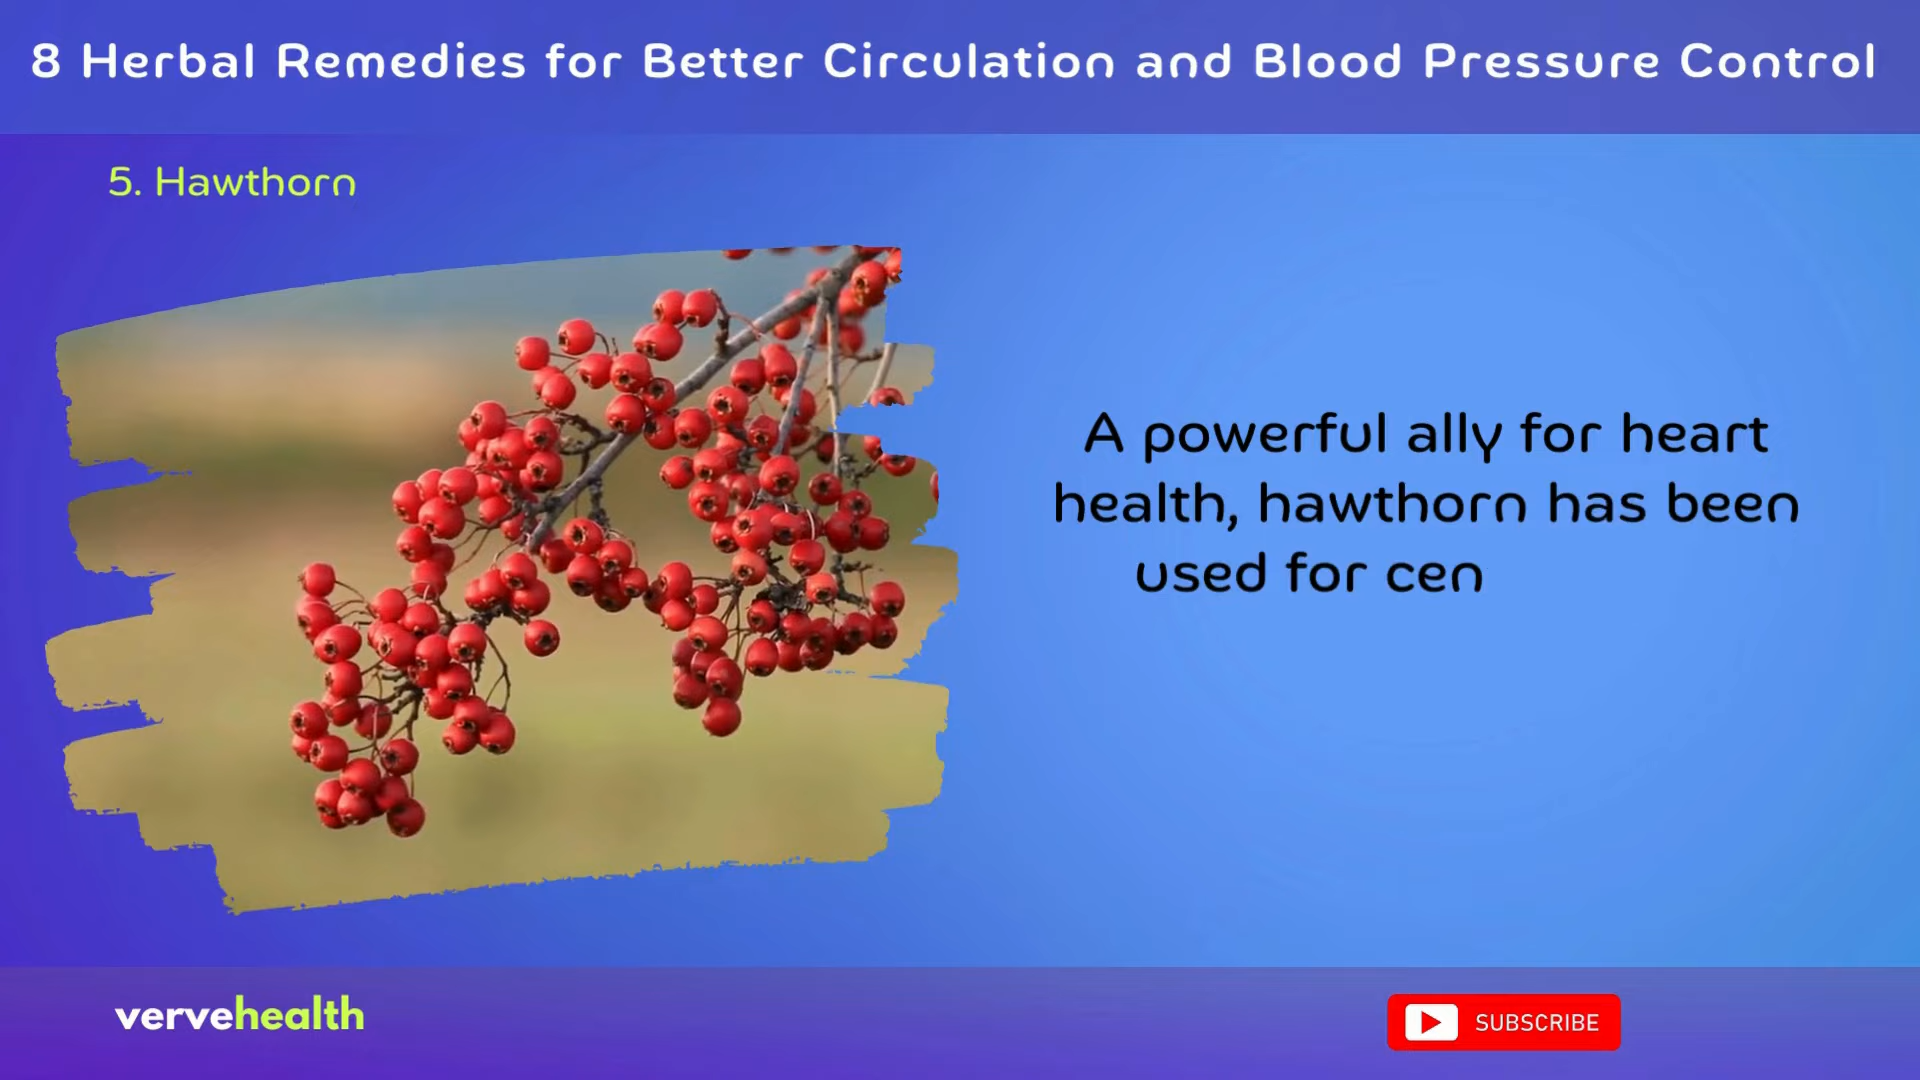 8 Herbal Remedies for Better Circulation and Blood Pressure Control
5. Hawthorn
A powerful ally for heart
health, hawthorn has been
used for cen
vervehealth
SUBSCRIBE